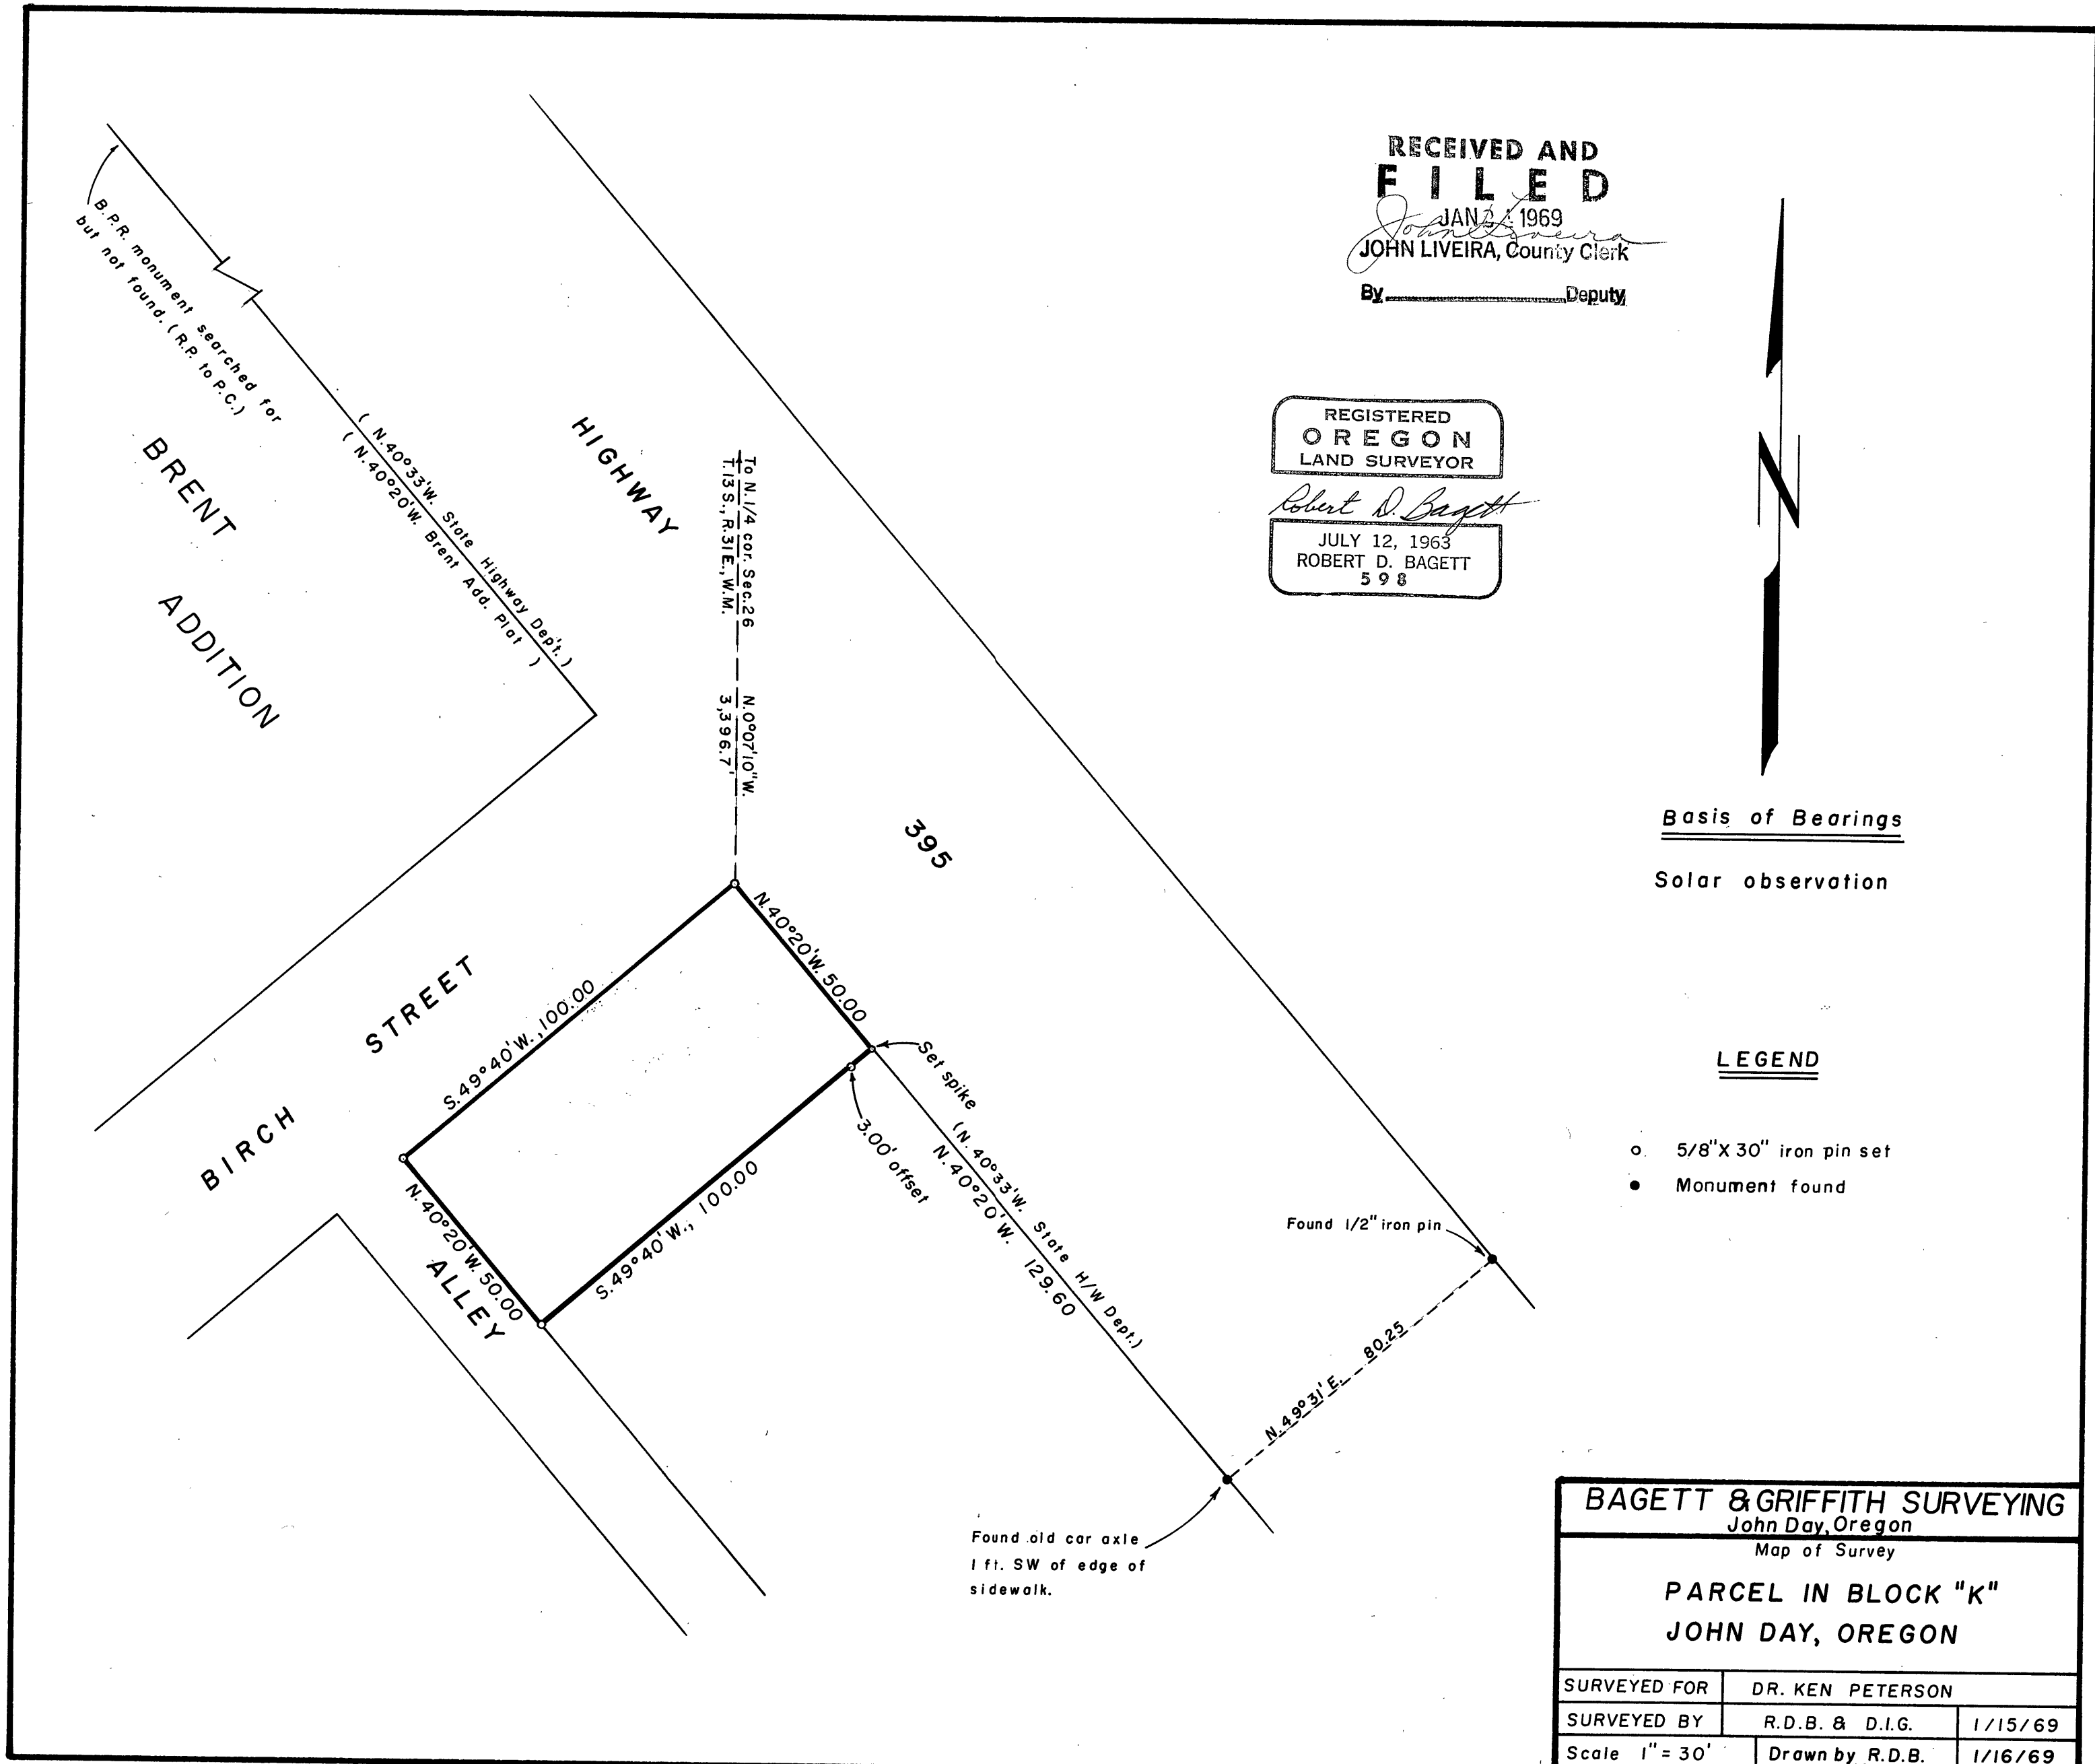 RECEIVED AND
FILED
1969
JOHN LIVEIRA, County Clerk
By Deputy
REGISTERED
OREGON
LAND SURVEYOR
Robert D. Bagett
JULY 12, 1963
ROBERT D. BAGETT
598
B.P.R. monument searched for
but not found. (R.P. to P.C.)
BRENT
ADDITION
( N.40°33'W. State Highway Dep't. )
( N.40°20'W. Brent Add. Plat )
HIGHWAY
395
To N.1/4 cor. Sec.26
T.13S., R.31E., W.M.
N.0°07'10"W.
3,396.7'
N
Basis of Bearings
Solar observation
LEGEND
5/8"X 30" iron pin set
Monument found
BIRCH STREET
S.49°40'W., 100.00
N.40°20'W. 50.00
Set spike
3.00' offset
S.49°40'W., 100.00
N.40°20'W. 50.00
ALLEY
(N.40°33'W. State H/W Dept.)
N.40°20'W. 129.60
Found 1/2" iron pin
N.49°31'E. 80.25
Found old car axle
1 ft. SW of edge of
sidewalk.
BAGETT & GRIFFITH SURVEYING
John Day, Oregon
Map of Survey
PARCEL IN BLOCK "K"
JOHN DAY, OREGON
SURVEYED FOR DR. KEN PETERSON
SURVEYED BY R.D.B. & D.I.G. 1/15/69
Scale 1" = 30' Drawn by R.D.B. 1/16/69